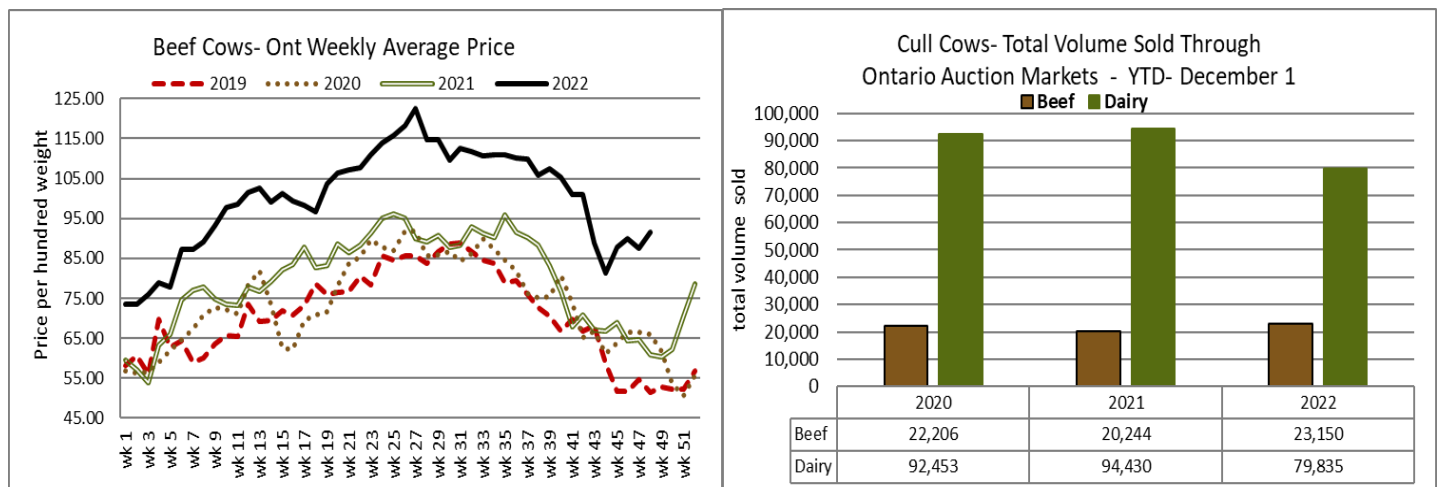 Beef Cows- Ont Weekly Average Price
2019 2020 2021 2022
Price per hundred weight
125.00
115.00
105.00
95.00
85.00
75.00
65.00
55.00
45.00
wk 1
wk 3
wk 5
wk 7
wk 9
wk 11
wk 13
wk 15
wk 17
wk 19
wk 21
wk 23
wk 25
wk 27
wk 29
wk 31
wk 33
wk 35
wk 37
wk 39
wk 41
wk 43
wk 45
wk 47
wk 49
wk 51
Cull Cows- Total Volume Sold Through
Ontario Auction Markets - YTD- December 1
Beef Dairy
total volume sold
100,000
90,000
80,000
70,000
60,000
50,000
40,000
30,000
20,000
10,000
0
2020 2021 2022
Beef 22,206 20,244 23,150
Dairy 92,453 94,430 79,835